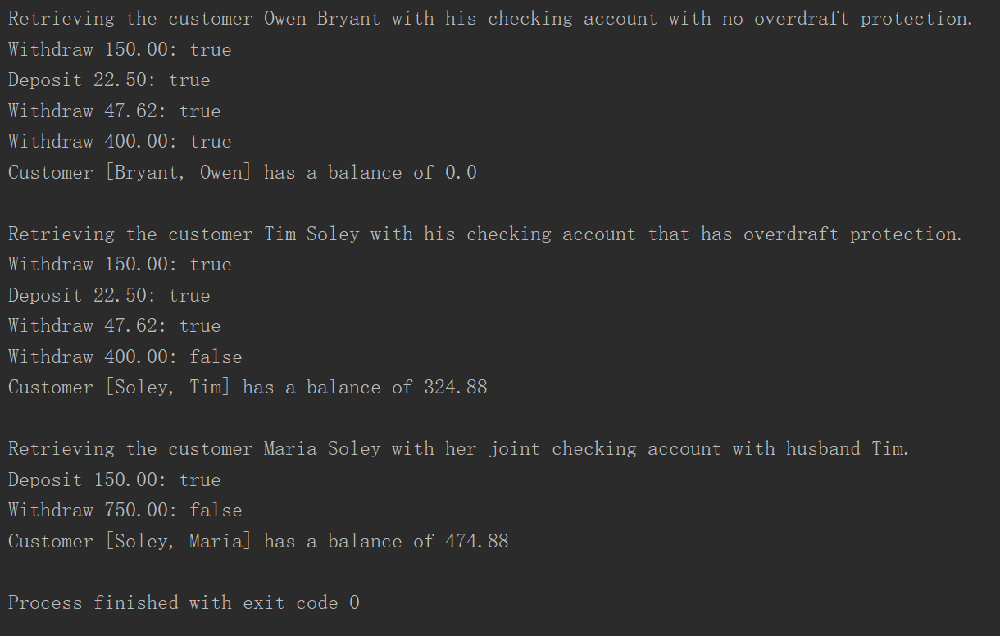 Retrieving the customer Owen Bryant with his checking account with no overdraft protection.
Withdraw 150.00: true
Deposit 22.50: true
Withdraw 47.62: true
Withdraw 400.00: true
Customer [Bryant, Owen] has a balance of 0.0
Retrieving the customer Tim Soley with his checking account that has overdraft protection.
Withdraw 150.00: true
Deposit 22.50: true
Withdraw 47.62: true
Withdraw 400.00: false
Customer [Soley, Tim] has a balance of 324.88
Retrieving the customer Maria Soley with her joint checking account with husband Tim.
Deposit 150.00: true
Withdraw 750.00: false
Customer [Soley, Maria] has a balance of 474.88
Process finished with exit code 0